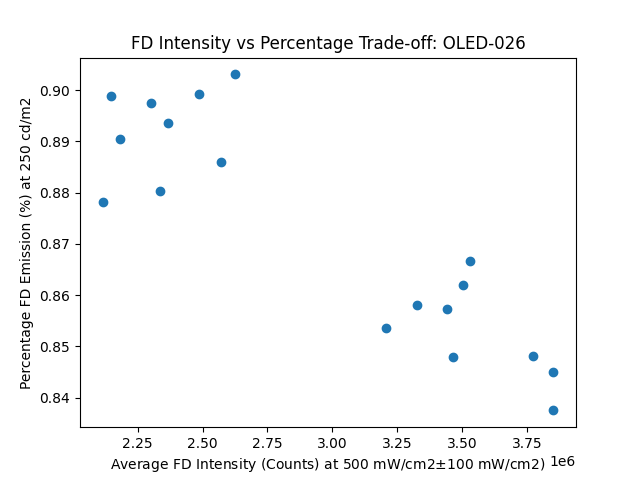 FD Intensity vs Percentage Trade-off: OLED-026
Percentage FD Emission (%) at 250 cd/m2
0.90
0.89
0.88
0.87
0.86
0.85
0.84
2.25 2.50 2.75 3.00 3.25 3.50 3.75
1e6
Average FD Intensity (Counts) at 500 mW/cm2±100 mW/cm2)